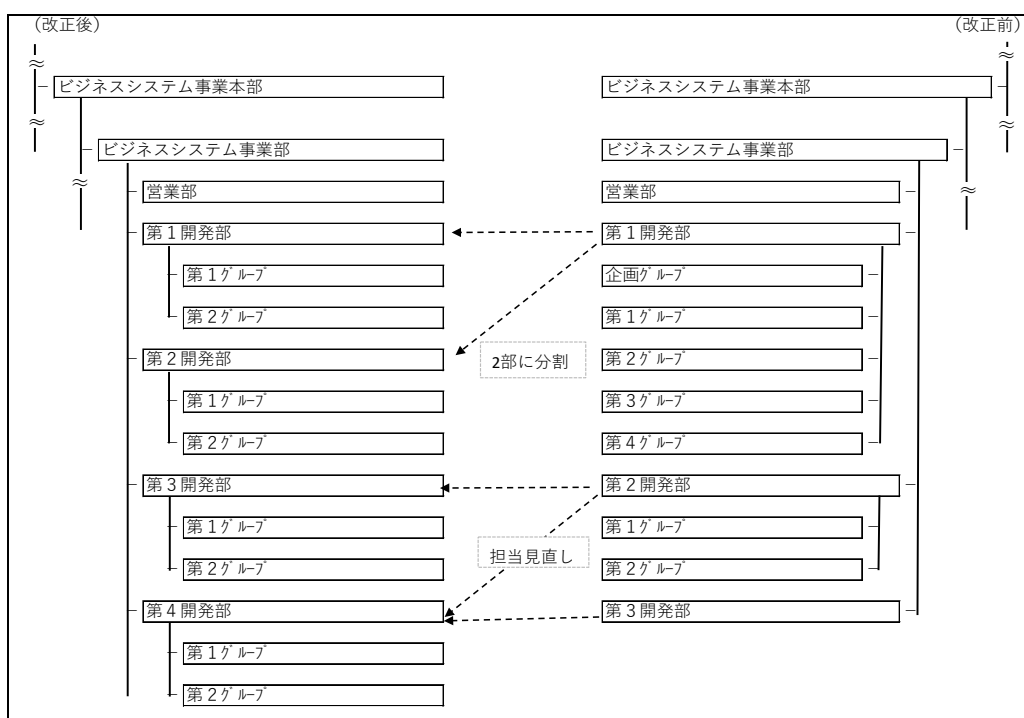 （改正後）
（改正前）
ビジネスシステム事業本部
ビジネスシステム事業本部
ビジネスシステム事業部
ビジネスシステム事業部
営業部
営業部
第１開発部
第１開発部
第１ｸﾞﾙｰﾌﾟ
企画ｸﾞﾙｰﾌﾟ
第２ｸﾞﾙｰﾌﾟ
第１ｸﾞﾙｰﾌﾟ
第２開発部
2部に分割
第２ｸﾞﾙｰﾌﾟ
第１ｸﾞﾙｰﾌﾟ
第３ｸﾞﾙｰﾌﾟ
第２ｸﾞﾙｰﾌﾟ
第４ｸﾞﾙｰﾌﾟ
第３開発部
第２開発部
第１ｸﾞﾙｰﾌﾟ
第１ｸﾞﾙｰﾌﾟ
担当見直し
第２ｸﾞﾙｰﾌﾟ
第２ｸﾞﾙｰﾌﾟ
第４開発部
第３開発部
第１ｸﾞﾙｰﾌﾟ
第２ｸﾞﾙｰﾌﾟ